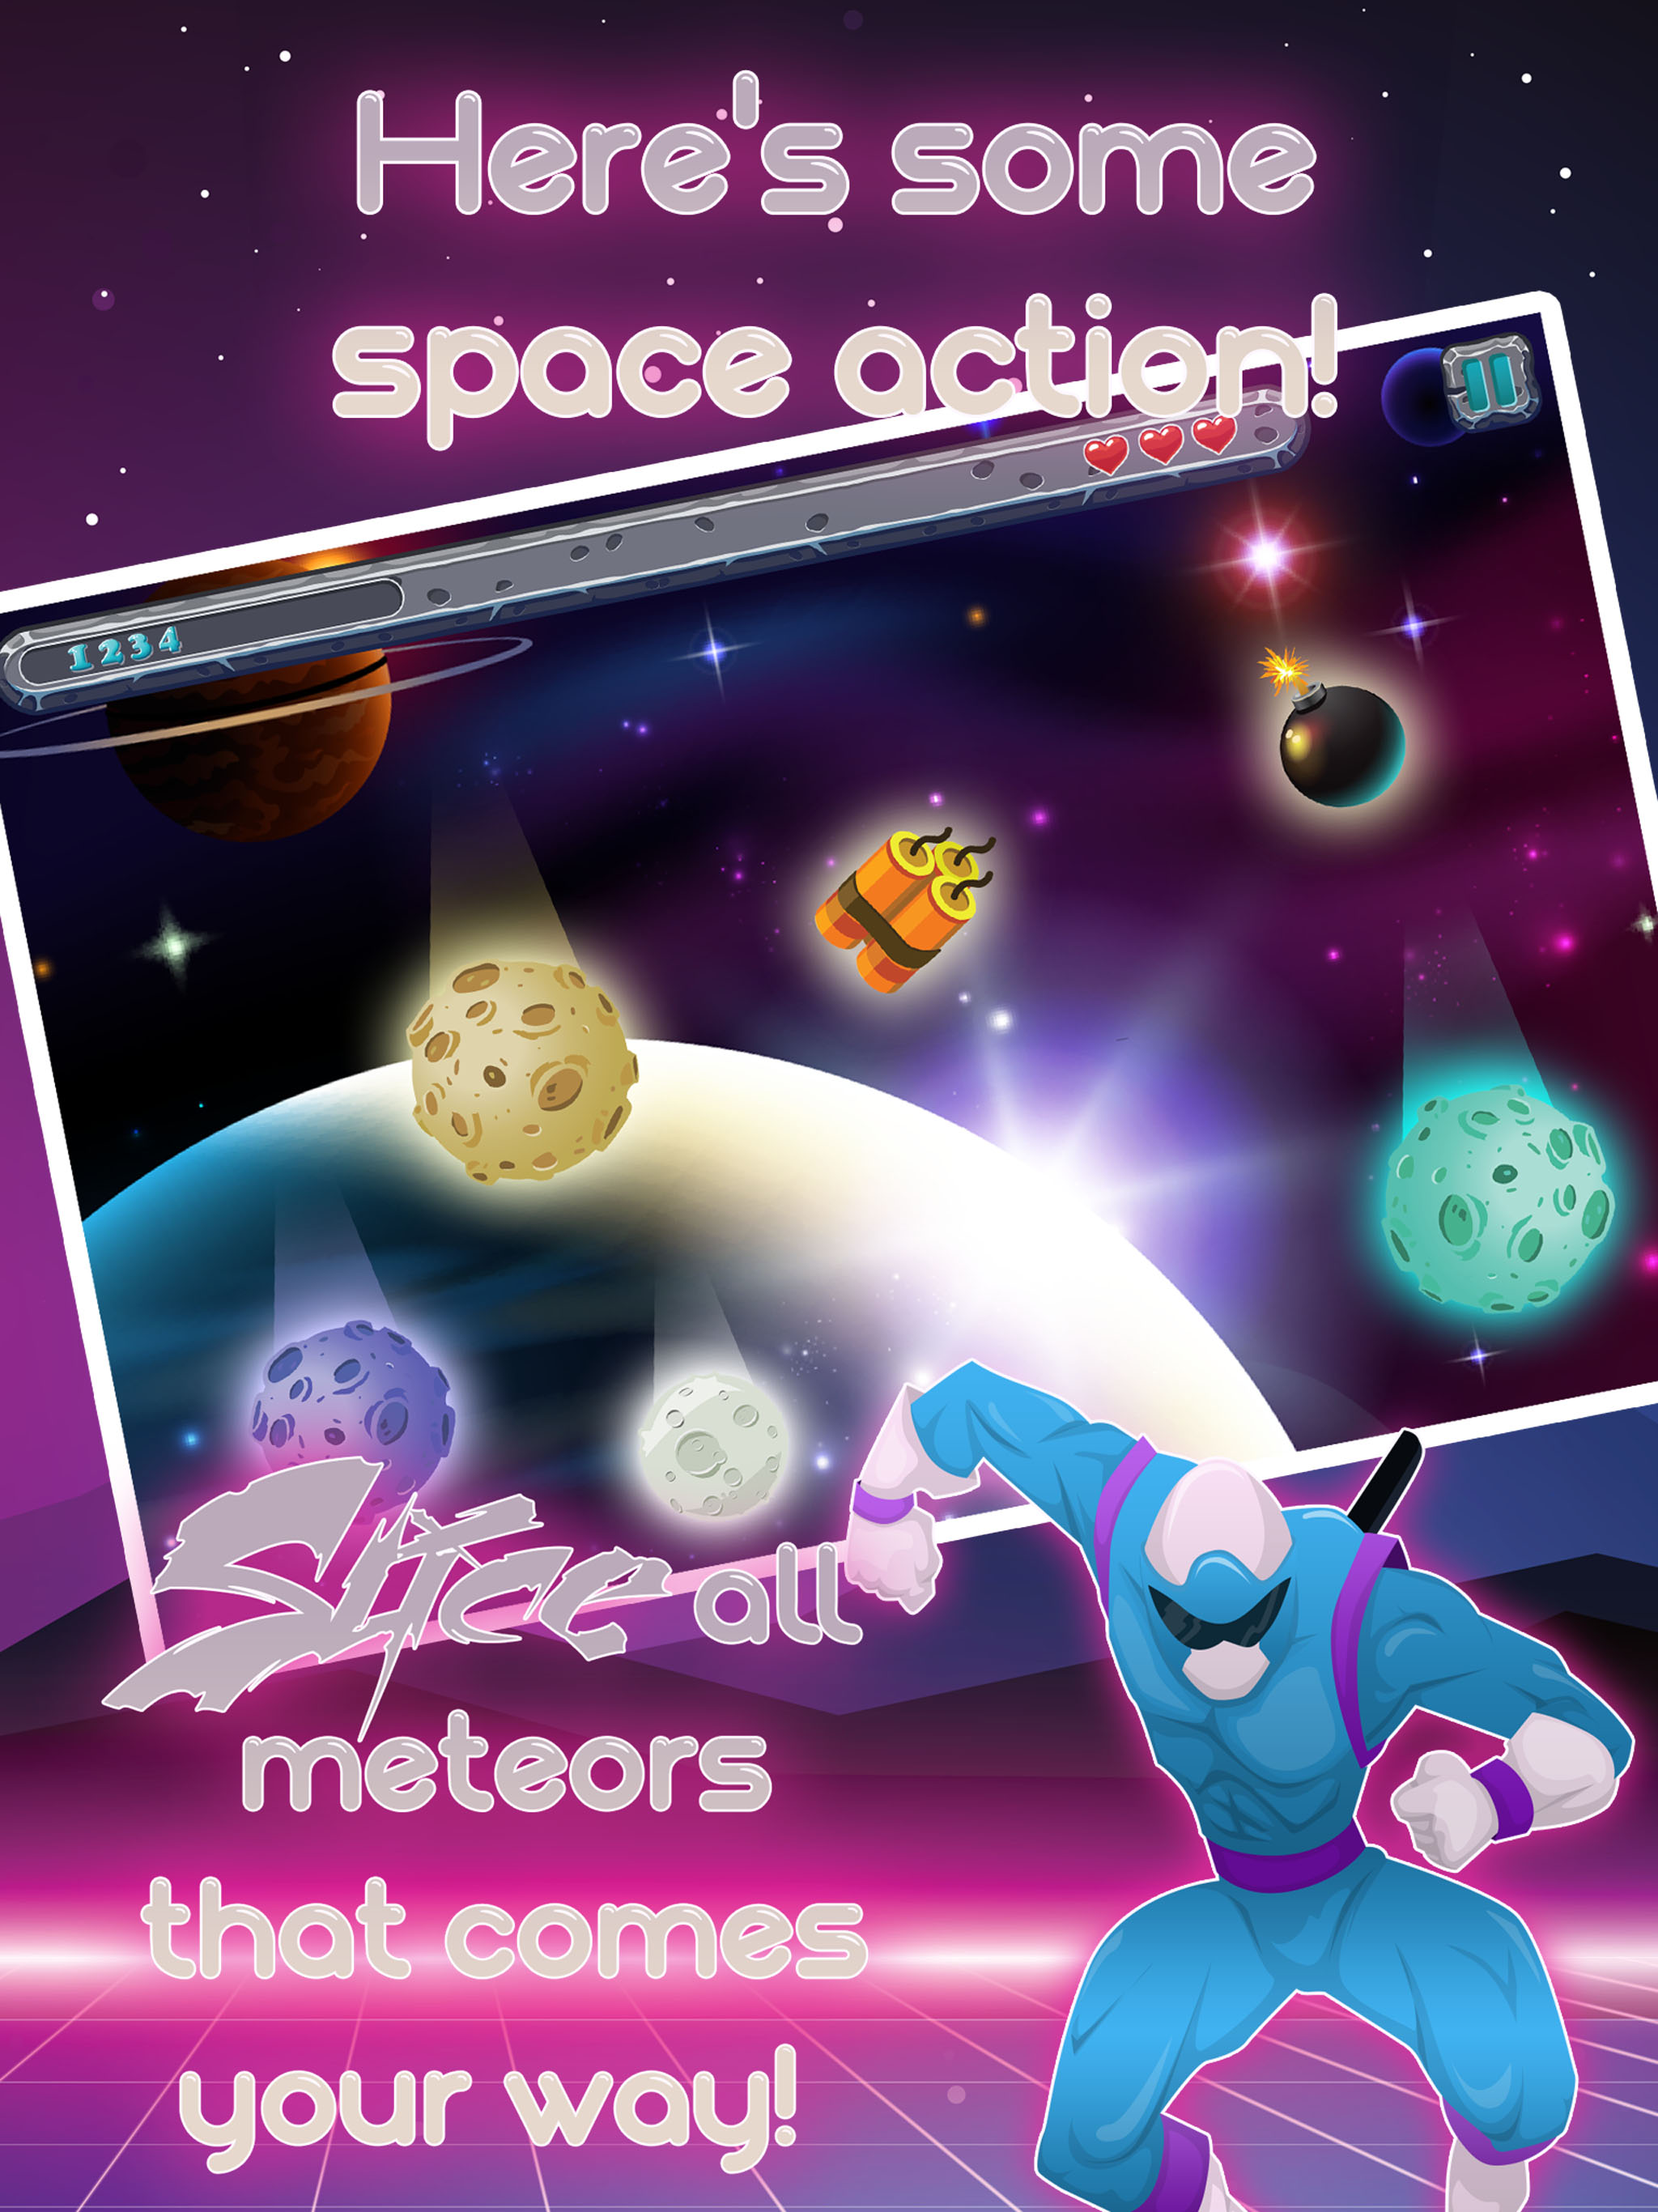 Here's some
space action!
1234
Slice all
meteors
that comes
your way!